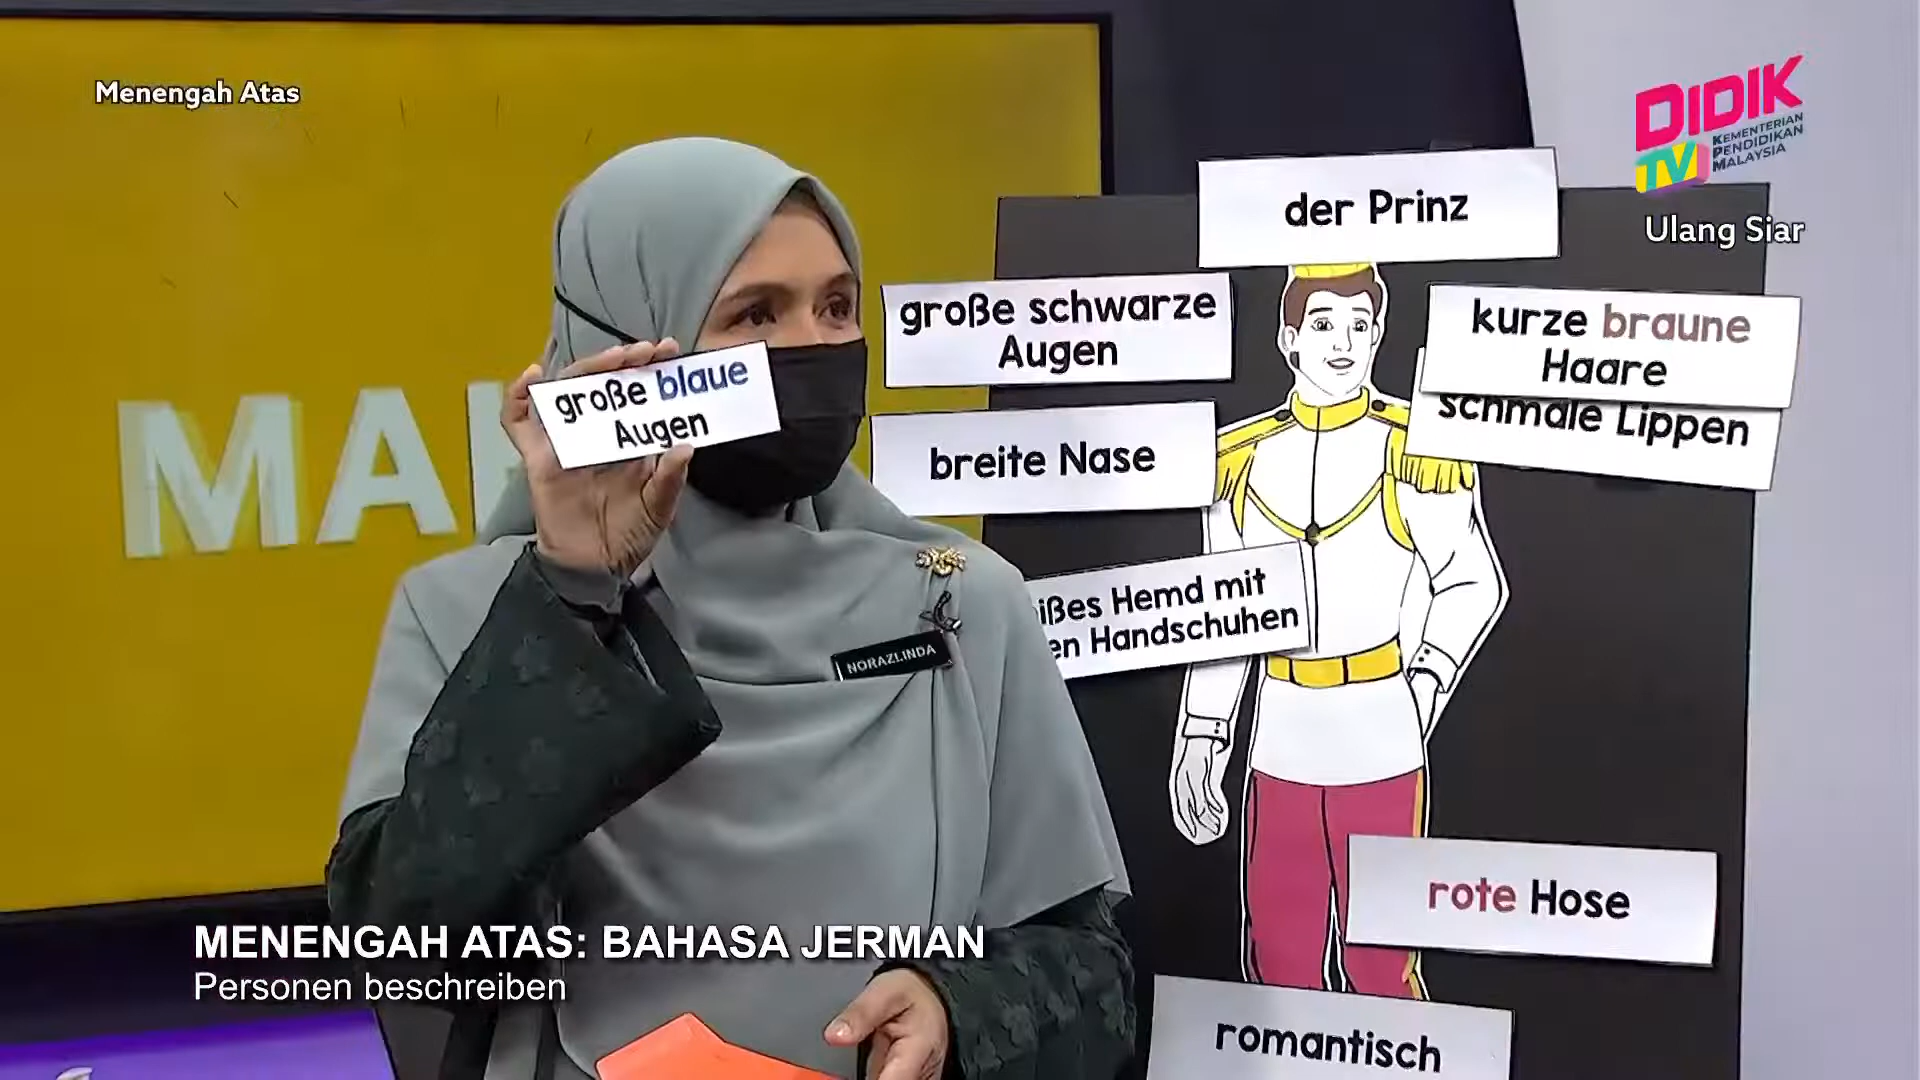 Menengah Atas
DIDIK
TV
KEMENTERIAN
PENDIDIKAN
MALAYSIA
Ulang Siar
der Prinz
große schwarze
Augen
kurze braune
Haare
schmale Lippen
große blaue
Augen
breite Nase
Hemd mit
Handschuhen
NORAZLINDA
rote Hose
romantisch
MENENGAH ATAS: BAHASA JERMAN
Personen beschreiben